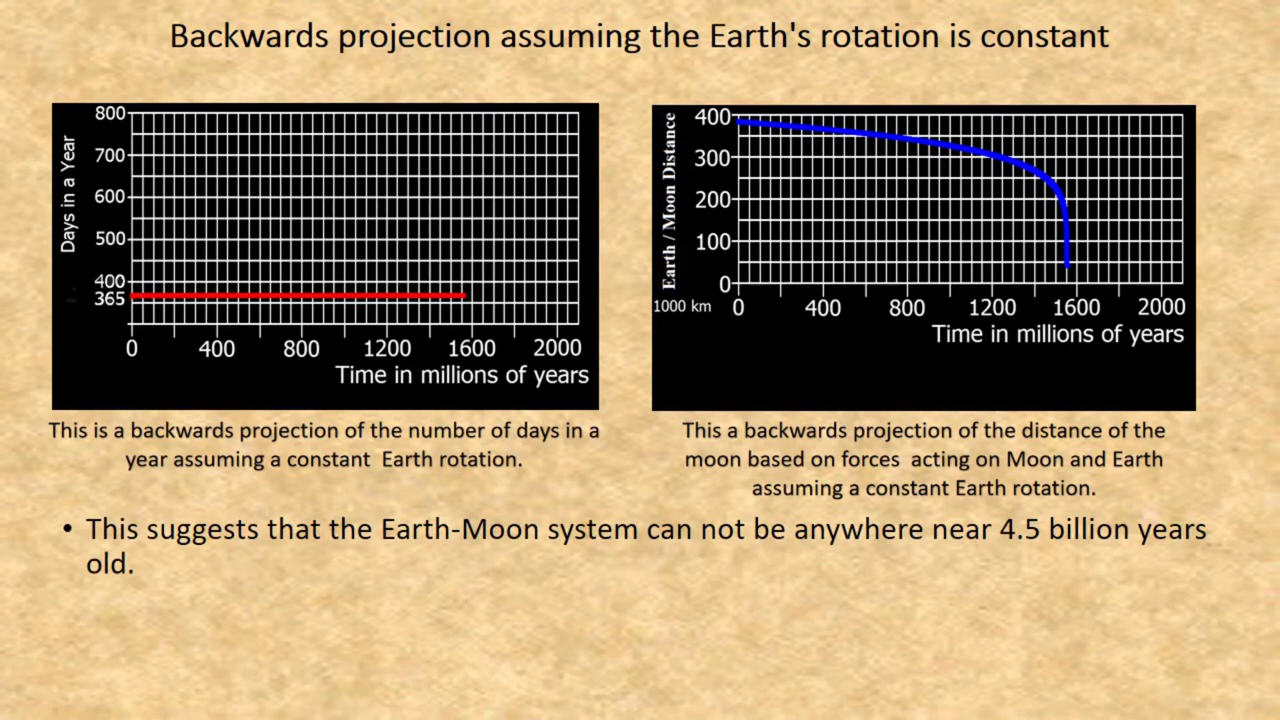 Backwards projection assuming the Earth's rotation is constant
800
700
600
500
400
365
Days in a Year
0 400 800 1200 1600 2000
Time in millions of years
400
300
200
100
0
Earth / Moon Distance
1000 km
0 400 800 1200 1600 2000
Time in millions of years
This is a backwards projection of the number of days in a
year assuming a constant Earth rotation.
This a backwards projection of the distance of the
moon based on forces acting on Moon and Earth
assuming a constant Earth rotation.
• This suggests that the Earth-Moon system can not be anywhere near 4.5 billion years
old.